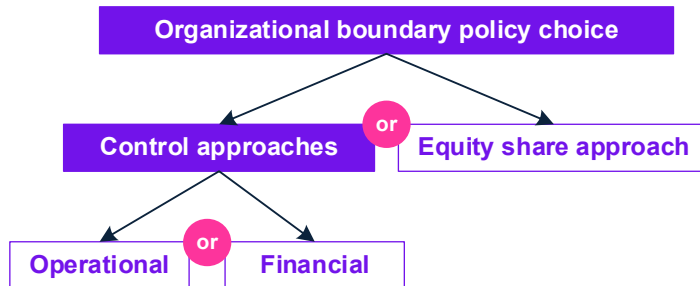 Organizational boundary policy choice
or
Control approaches
Equity share approach
or
Operational
Financial